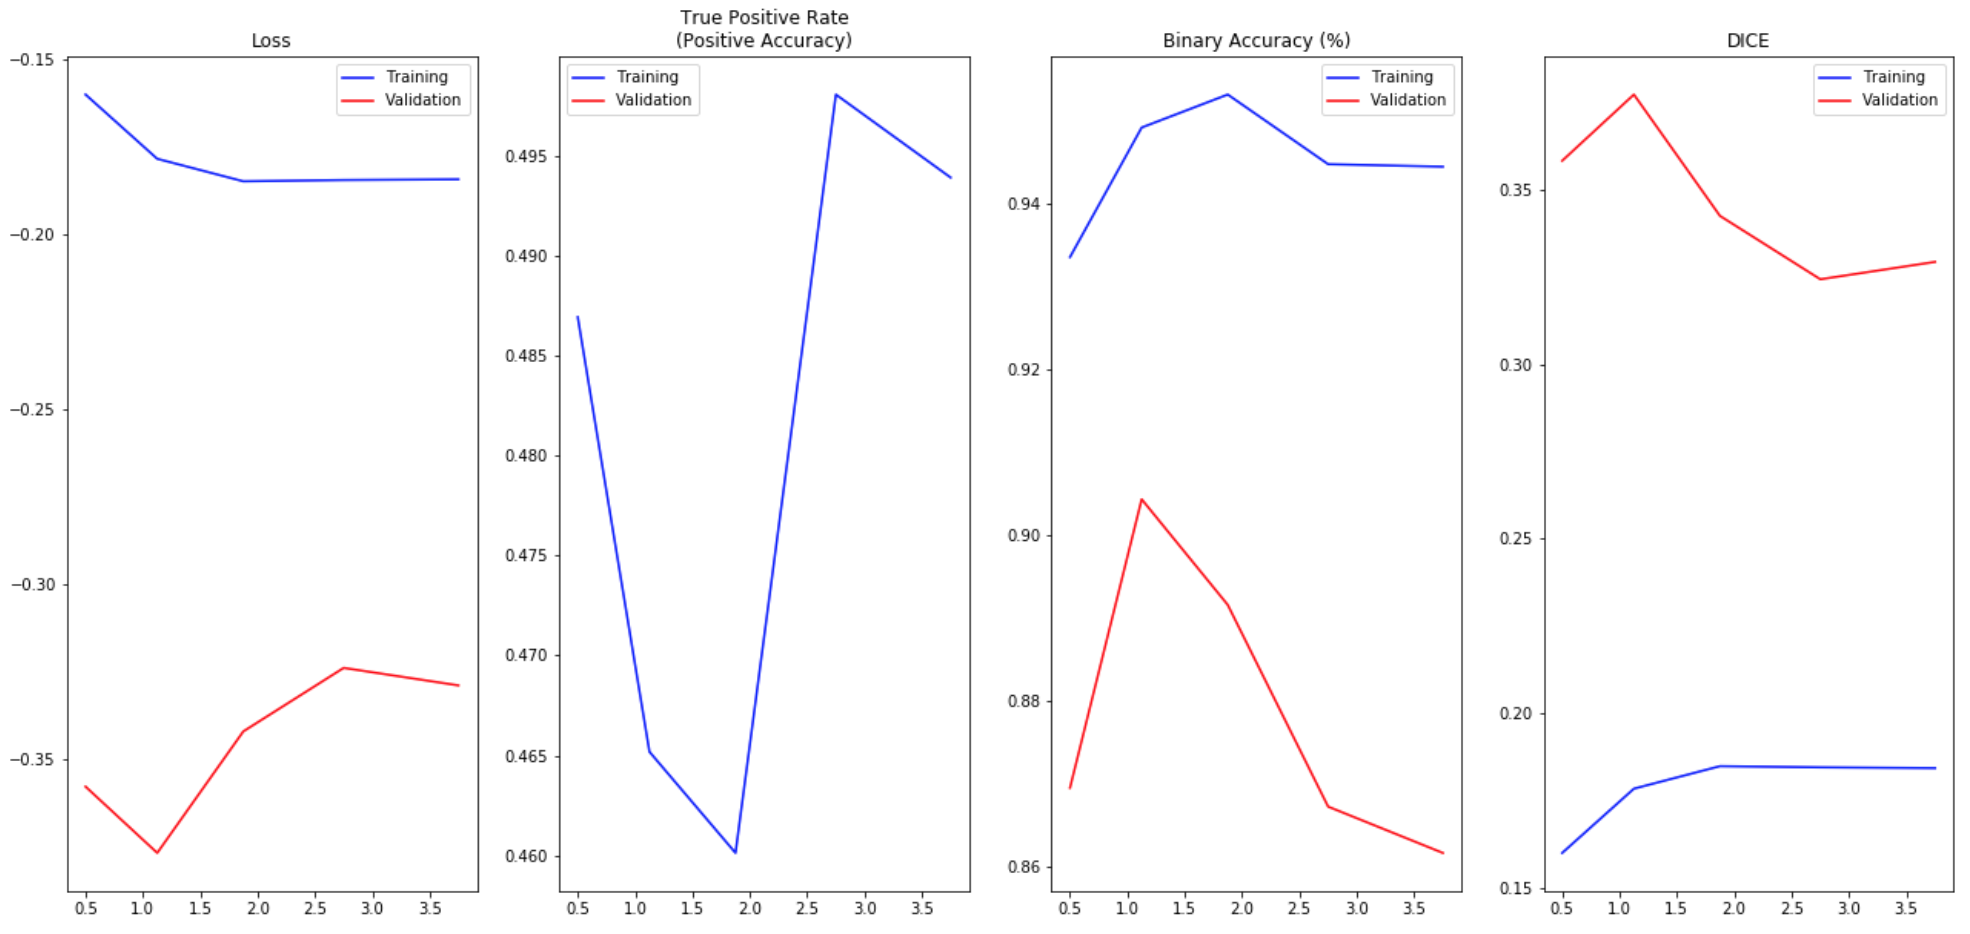 Loss
−0.15
−0.20
−0.25
−0.30
−0.35
0.5 1.0 1.5 2.0 2.5 3.0 3.5
Training
Validation
True Positive Rate
(Positive Accuracy)
0.495
0.490
0.485
0.480
0.475
0.470
0.465
0.460
0.5 1.0 1.5 2.0 2.5 3.0 3.5
Training
Validation
Binary Accuracy (%)
0.94
0.92
0.90
0.88
0.86
0.5 1.0 1.5 2.0 2.5 3.0 3.5
Training
Validation
DICE
0.35
0.30
0.25
0.20
0.15
0.5 1.0 1.5 2.0 2.5 3.0 3.5
Training
Validation